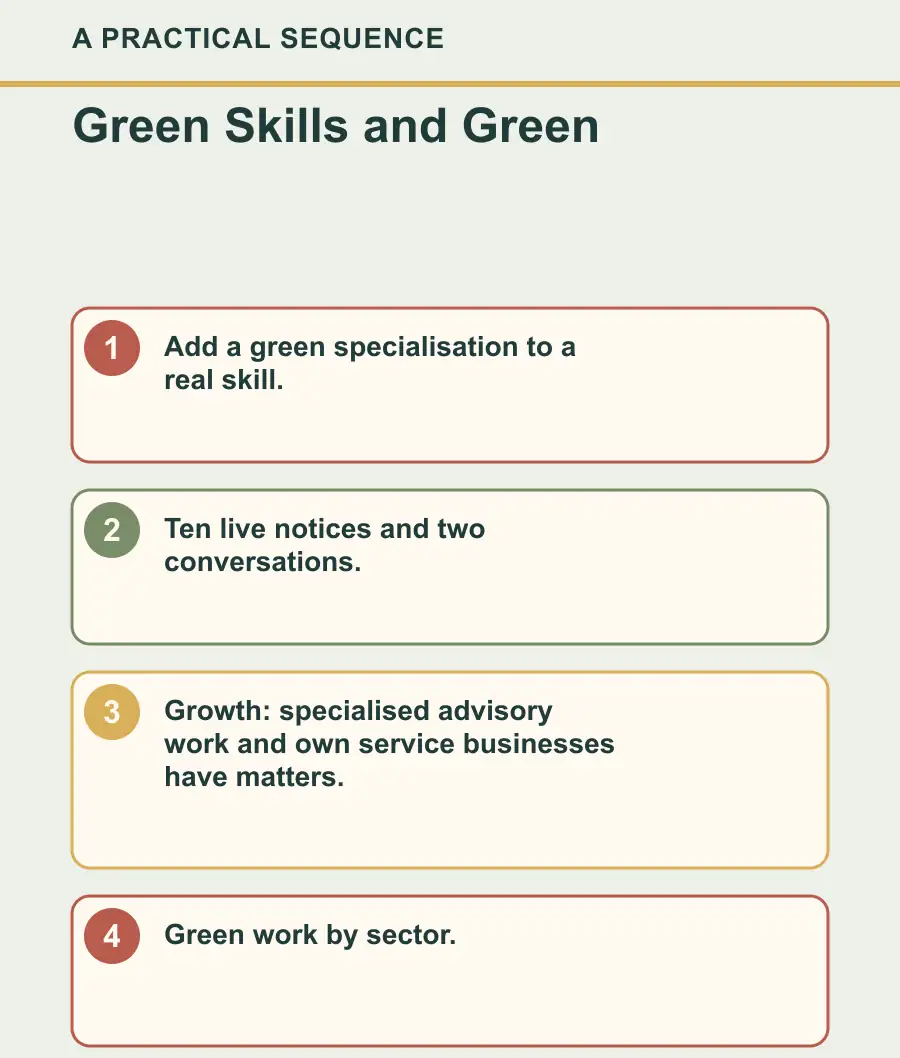 A PRACTICAL SEQUENCE
Green Skills and Green
1
Add a green specialisation to a
real skill.
2
Ten live notices and two
conversations.
3
Growth: specialised advisory
work and own service businesses
have matters.
4
Green work by sector.